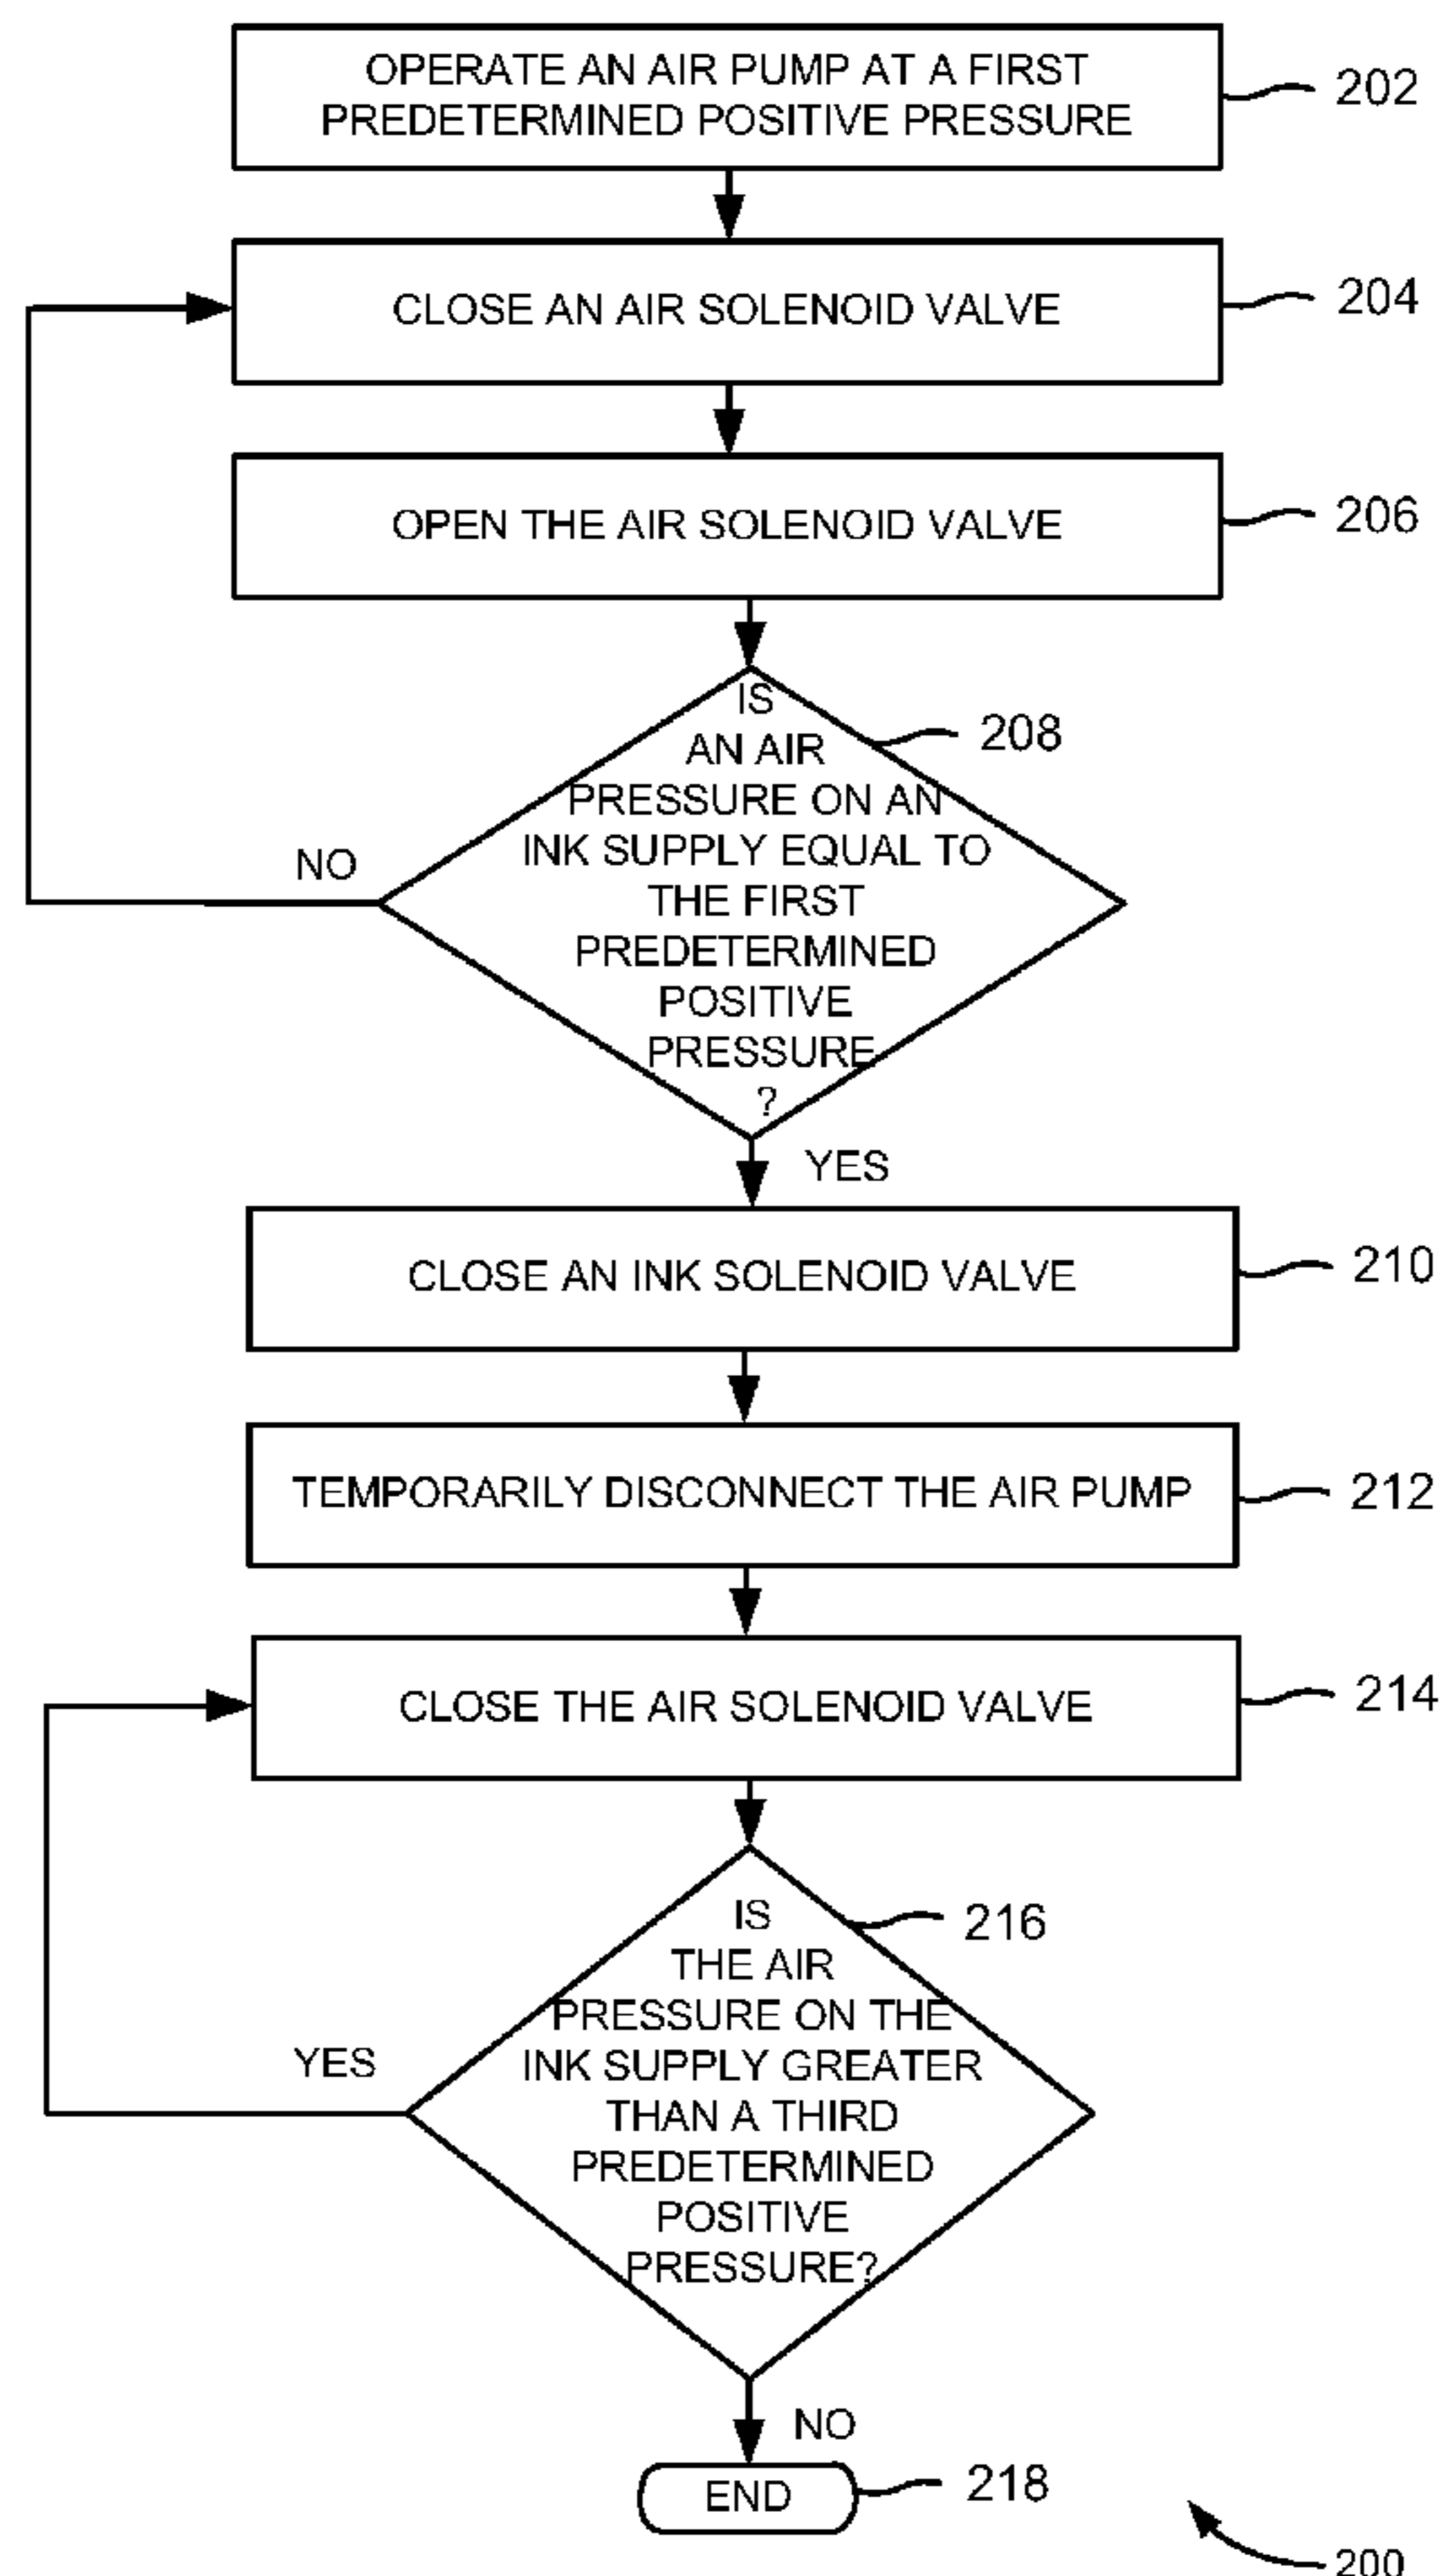 OPERATE AN AIR PUMP AT A FIRST
PREDETERMINED POSITIVE PRESSURE
202
CLOSE AN AIR SOLENOID VALVE
204
OPEN THE AIR SOLENOID VALVE
206
IS
AN AIR
PRESSURE ON AN
INK SUPPLY EQUAL TO
THE FIRST
PREDETERMINED
POSITIVE
PRESSURE
?
208
NO
YES
CLOSE AN INK SOLENOID VALVE
210
TEMPORARILY DISCONNECT THE AIR PUMP
212
CLOSE THE AIR SOLENOID VALVE
214
IS
THE AIR
PRESSURE ON THE
INK SUPPLY GREATER
THAN A THIRD
PREDETERMINED
POSITIVE
PRESSURE?
216
YES
NO
END
218
200